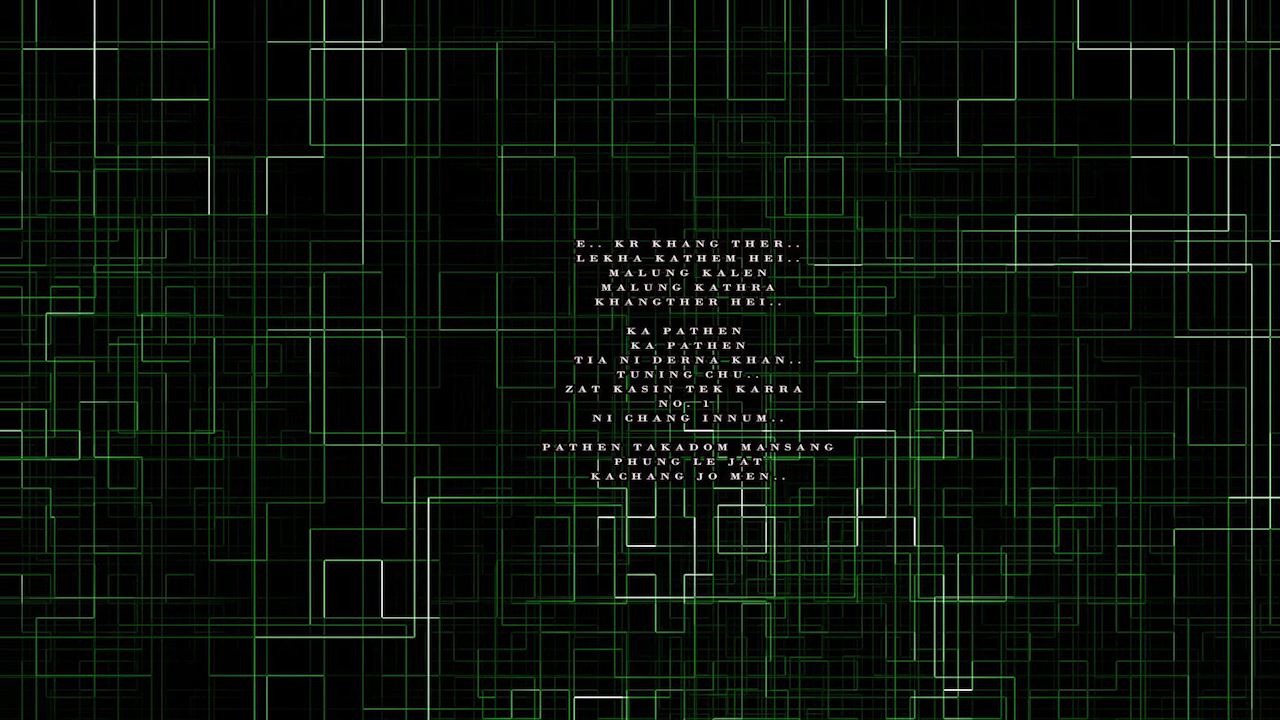 E.. KR KHANG THER..
LEKHA KATHEM HEI..
MALUNG KALEN
MALUNG KATHRA
KHANGTHER HEI..
KA PATHEN
KA PATHEN
TIA NI DERNA KHAN..
TUNING CHU..
ZAT KASIN TEK KARRA
NO. 1
NI CHANG INNUM..
PATHEN TAKADOM MANSANG
PHUNG LE JAT
KACHANG JO MEN..